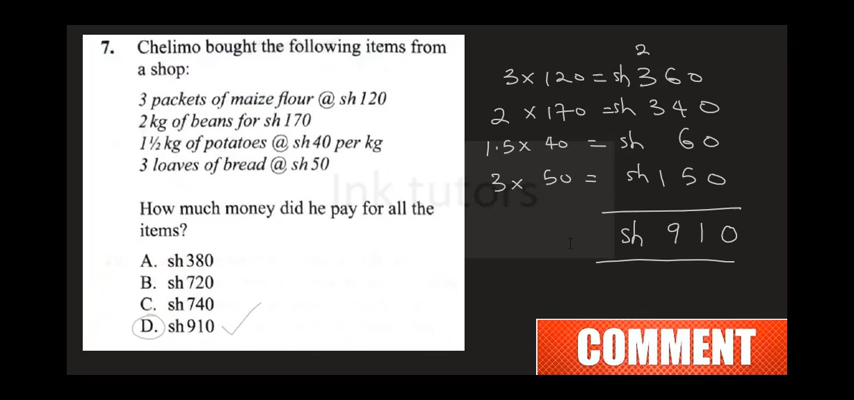 7. Chelimo bought the following items from
a shop:
3 packets of maize flour @ sh 120
2 kg of beans for sh 170
1½ kg of potatoes @ sh 40 per kg
3 loaves of bread @ sh 50
How much money did he pay for all the
items?
A. sh 380
B. sh 720
C. sh 740
D. sh 910
2
3 x 120 = sh 360
2 x 170 = sh 340
1.5 x 40 = sh 60
3 x 50 = sh 150
sh 910
Ink tutors
COMMENT